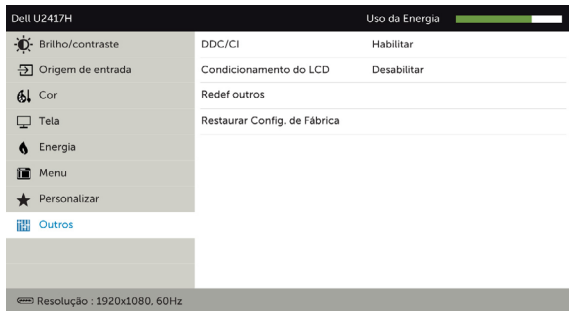 Dell U2417H Uso da Energia
Brilho/contraste DDC/CI Habilitar
Origem de entrada Condicionamento do LCD Desabilitar
Cor Redef outros
Tela Restaurar Config. de Fábrica
Energia
Menu
Personalizar
Outros
Resolução : 1920x1080, 60Hz